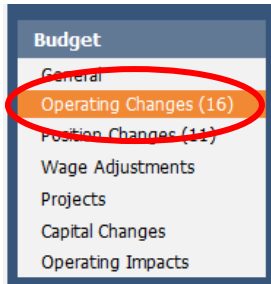 Budget
General
Operating Changes (16)
Position Changes (11)
Wage Adjustments
Projects
Capital Changes
Operating Impacts